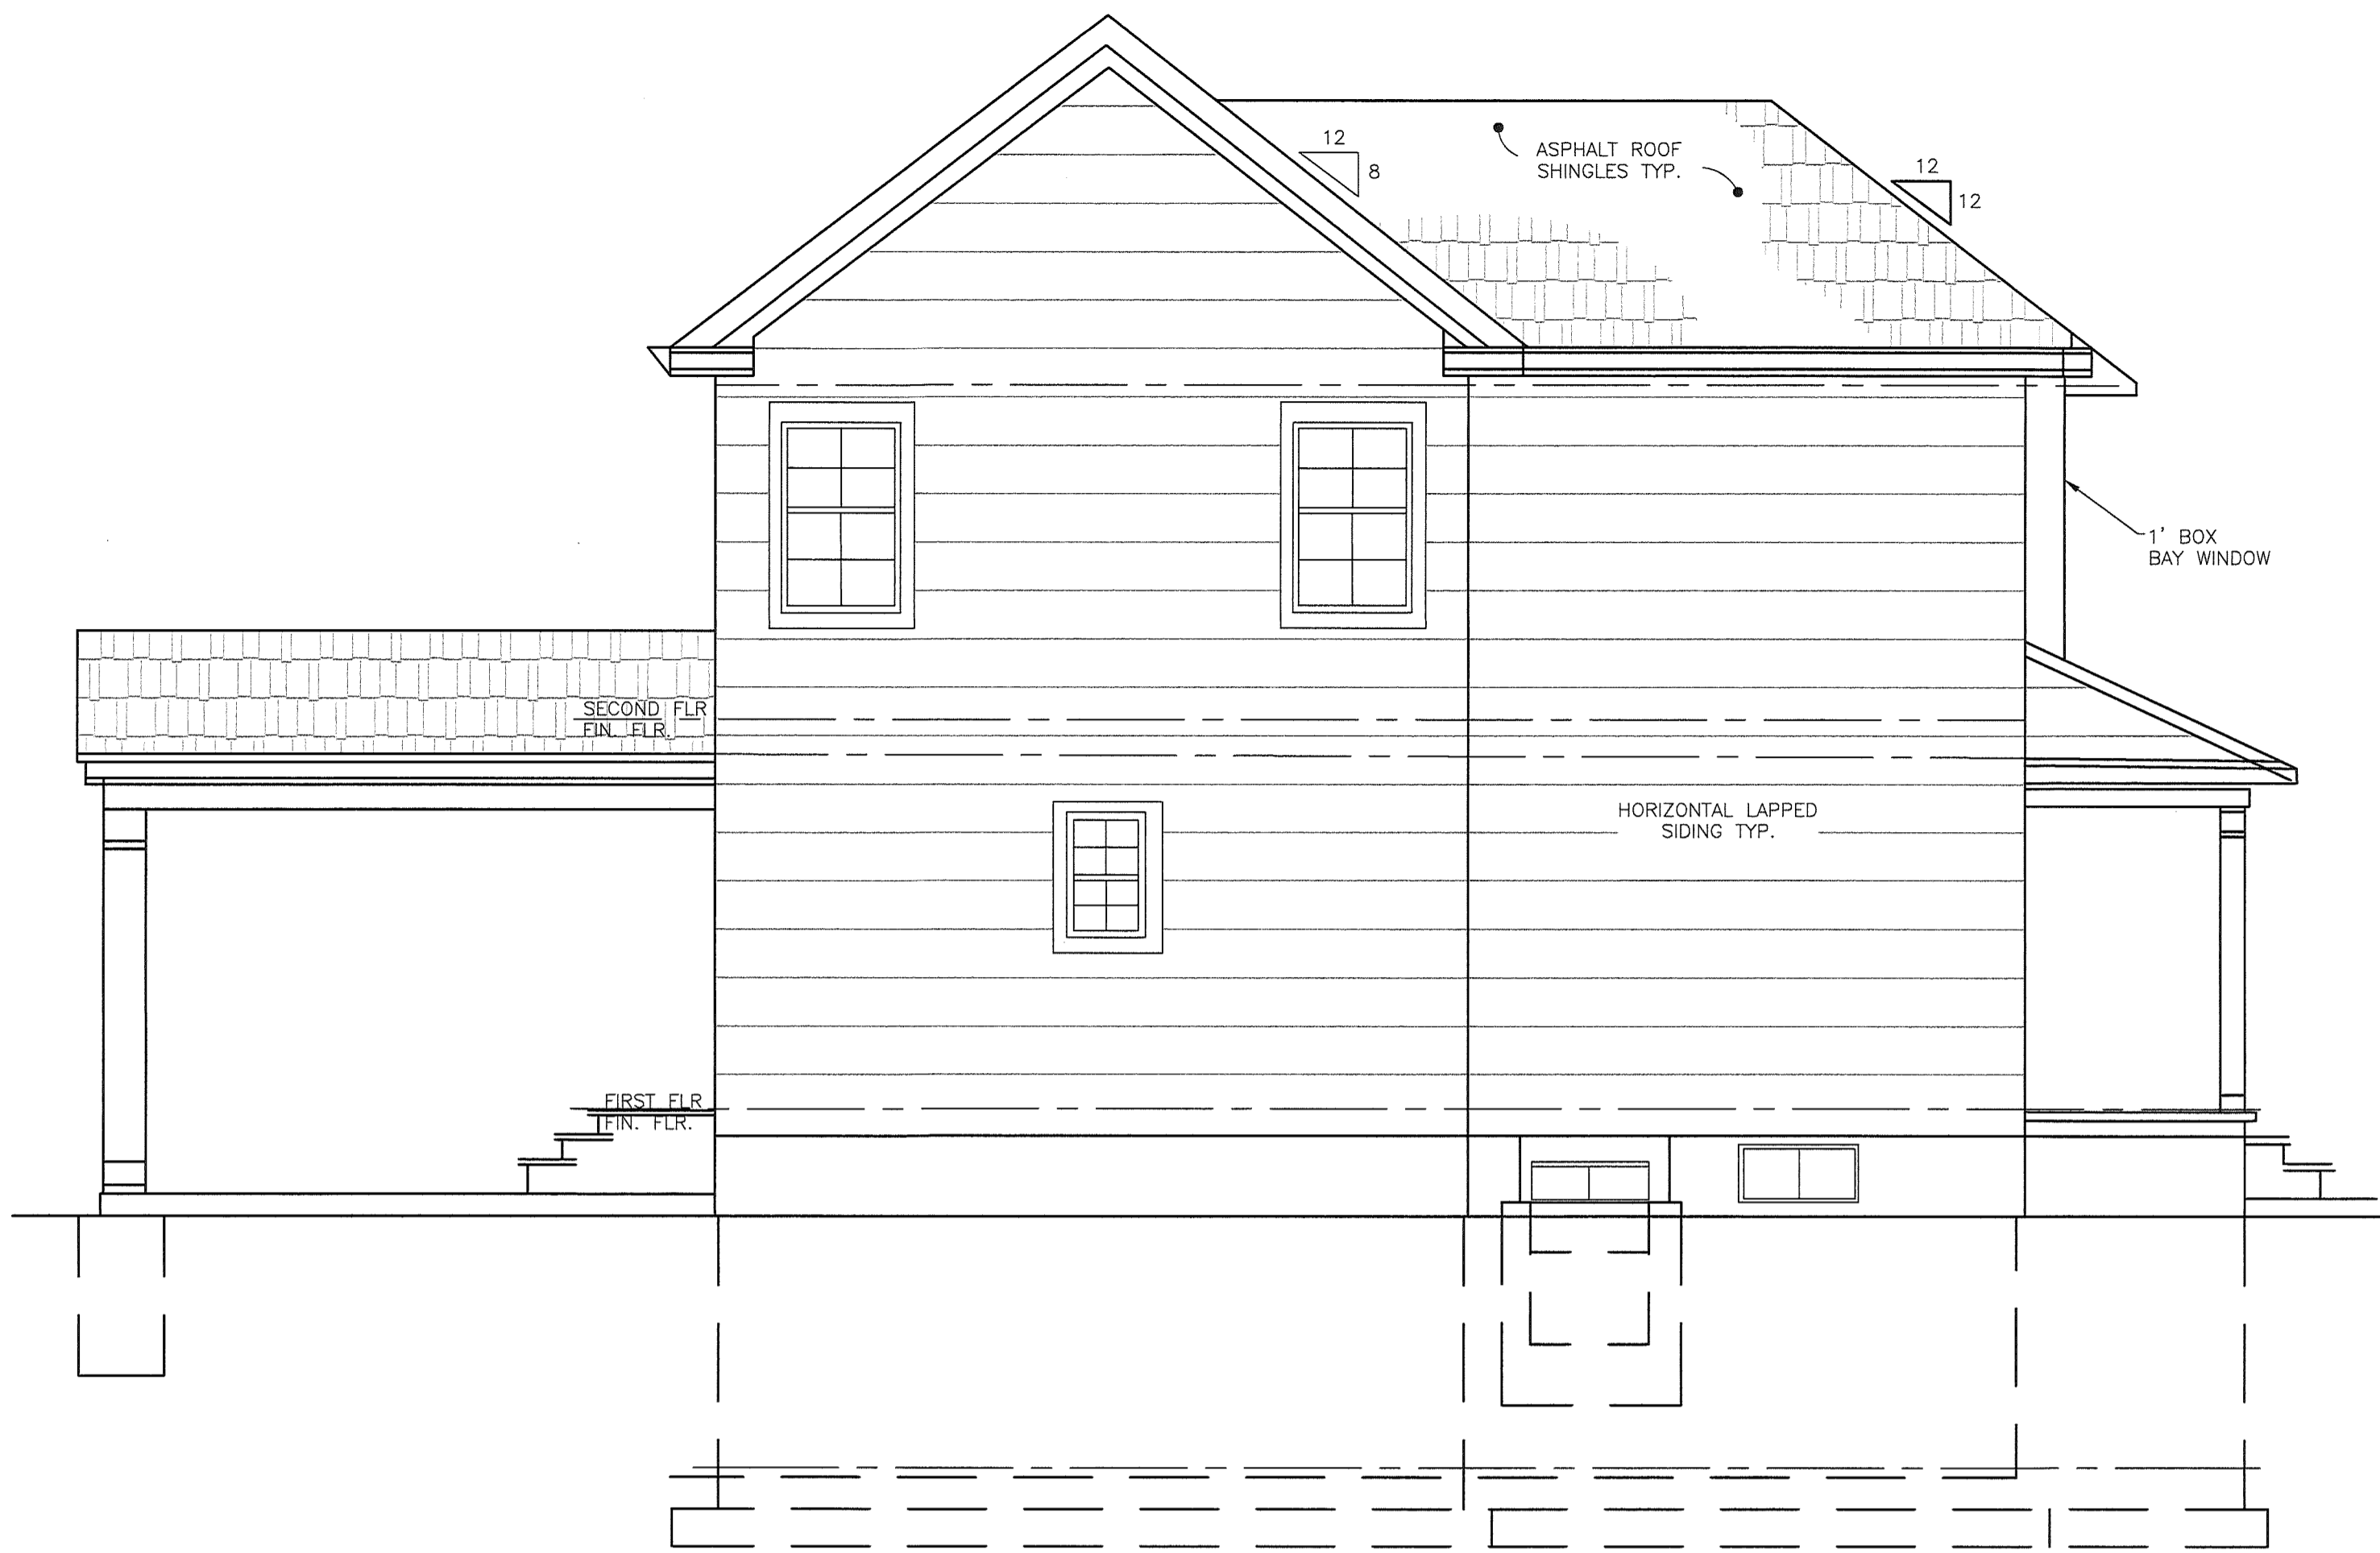 12
8
ASPHALT ROOF
SHINGLES TYP.
12
12
1' BOX
BAY WINDOW
SECOND FLR
FIN. FLR.
HORIZONTAL LAPPED
SIDING TYP.
FIRST FLR
FIN. FLR.